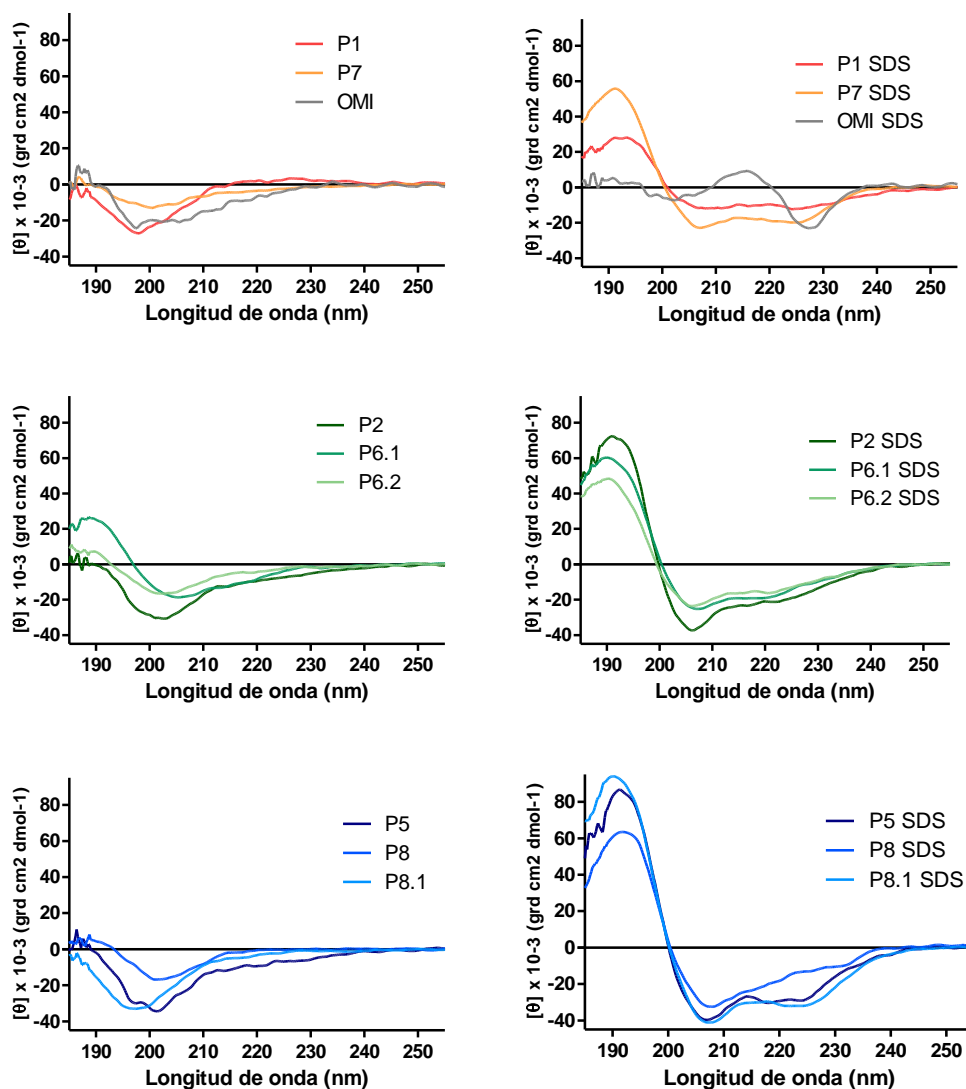 [θ] x 10-3 (grd cm2 dmol-1)
80
60
40
20
0
-20
-40
190 200 210 220 230 240 250
Longitud de onda (nm)
P1
P7
OMI
[θ] x 10-3 (grd cm2 dmol-1)
80
60
40
20
0
-20
-40
190 200 210 220 230 240 250
Longitud de onda (nm)
P1 SDS
P7 SDS
OMI SDS
[θ] x 10-3 (grd cm2 dmol-1)
80
60
40
20
0
-20
-40
190 200 210 220 230 240 250
Longitud de onda (nm)
P2
P6.1
P6.2
[θ] x 10-3 (grd cm2 dmol-1)
80
60
40
20
0
-20
-40
190 200 210 220 230 240 250
Longitud de onda (nm)
P2 SDS
P6.1 SDS
P6.2 SDS
[θ] x 10-3 (grd cm2 dmol-1)
80
60
40
20
0
-20
-40
190 200 210 220 230 240 250
Longitud de onda (nm)
P5
P8
P8.1
[θ] x 10-3 (grd cm2 dmol-1)
80
60
40
20
0
-20
-40
190 200 210 220 230 240 250
Longitud de onda (nm)
P5 SDS
P8 SDS
P8.1 SDS